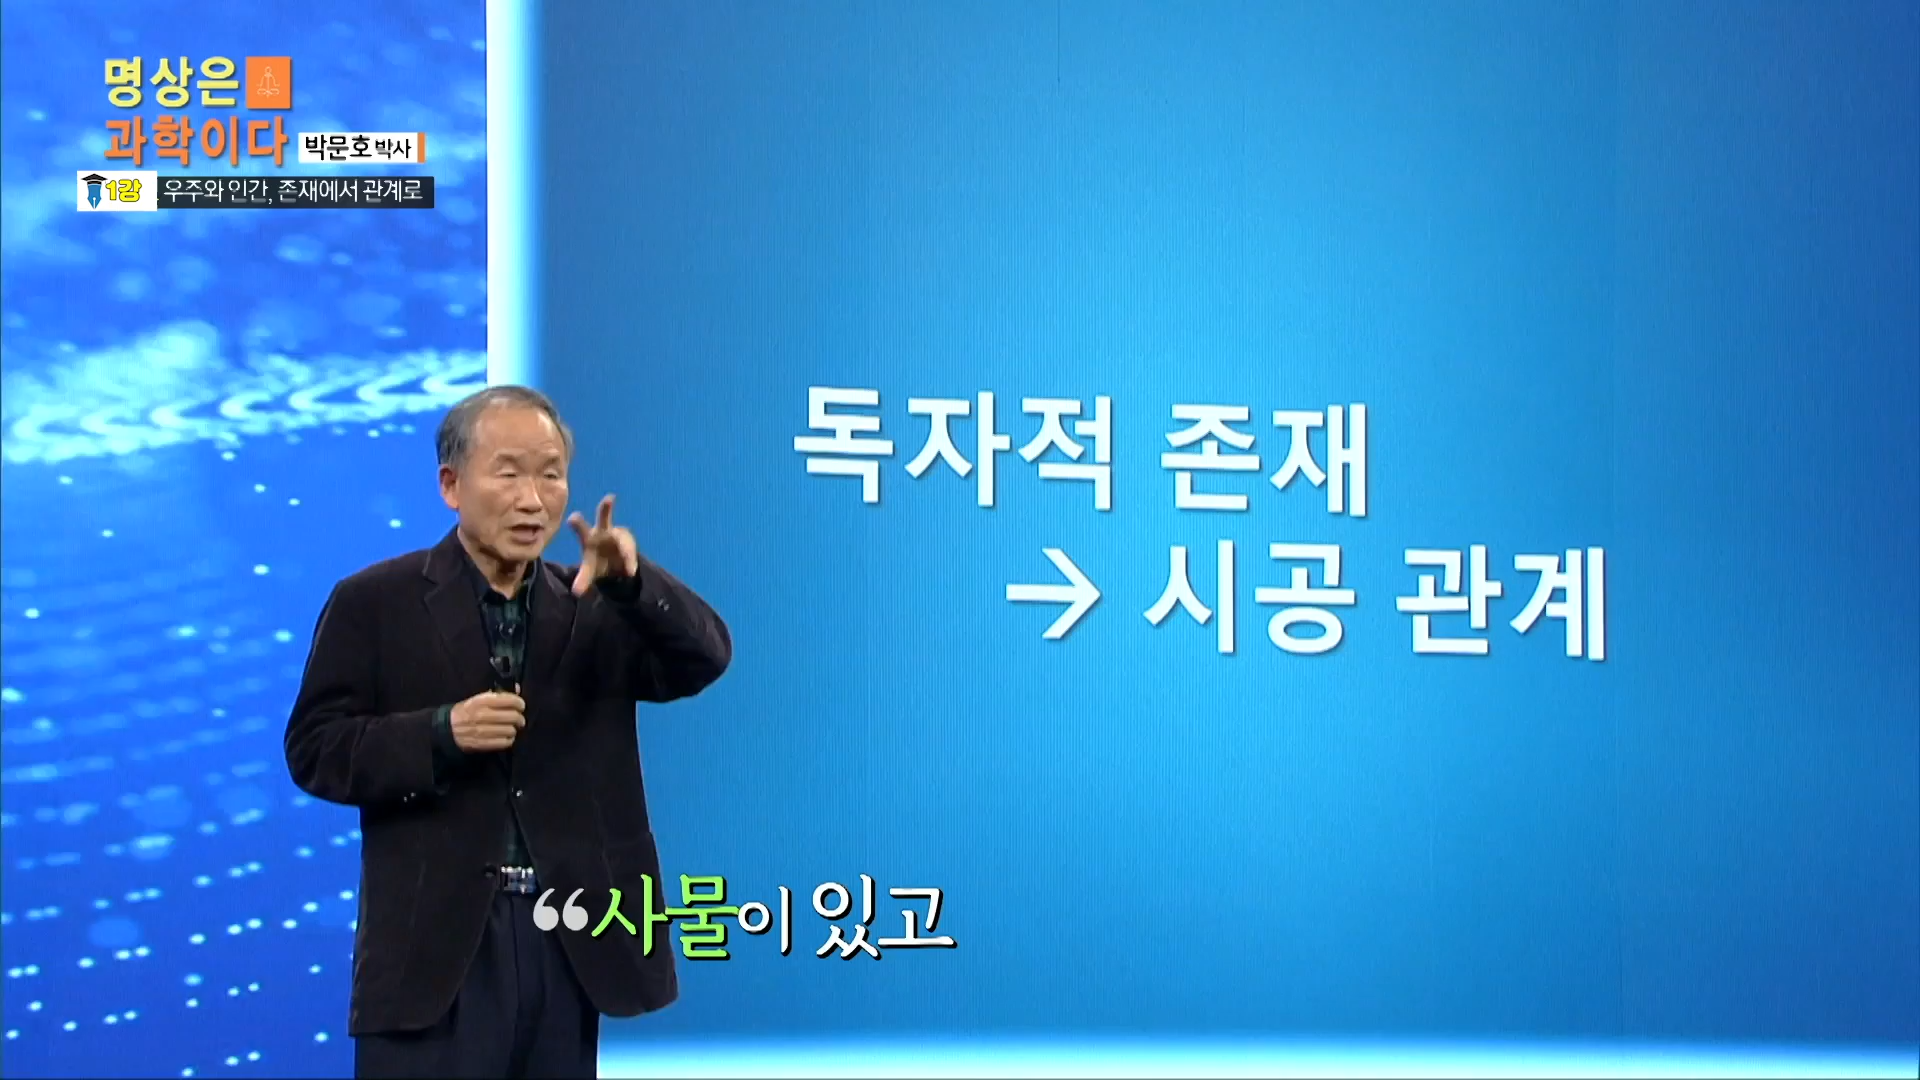 명상은
과학이다 박문호 박사
1강 우주와 인간, 존재에서 관계로
독자적 존재
→ 시공 관계
“사물이 있고